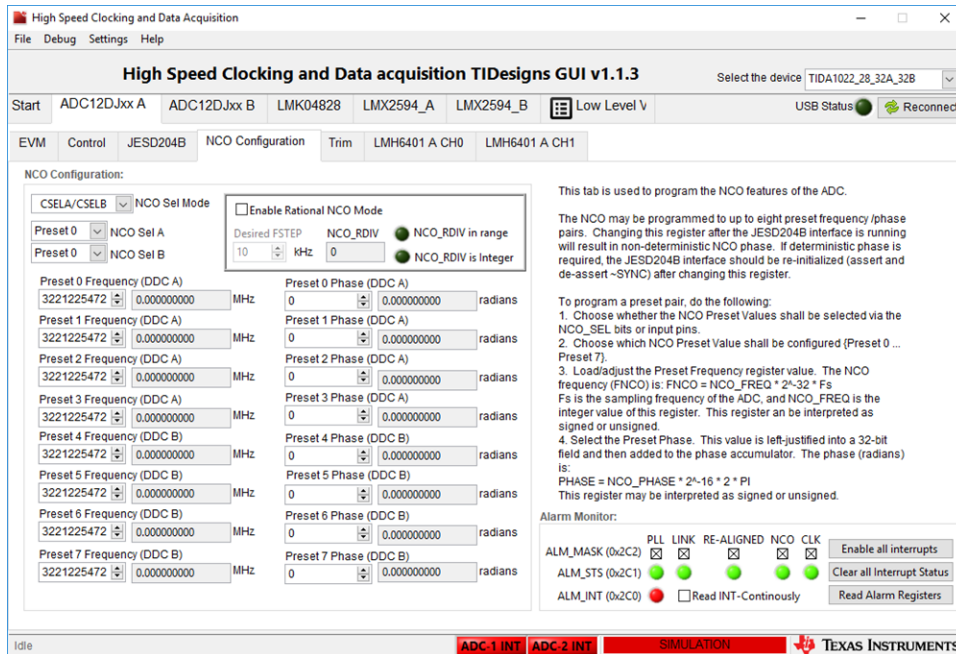 High Speed Clocking and Data Acquisition
File Debug Settings Help
High Speed Clocking and Data acquisition TIDesigns GUI v1.1.3
Select the device TIDA1022_28_32A_32B
Start ADC12DJxx A ADC12DJxx B LMK04828 LMX2594_A LMX2594_B Low Level V
USB Status Reconnect
EVM Control JESD204B NCO Configuration Trim LMH6401 A CH0 LMH6401 A CH1
NCO Configuration:
CSELA/CSELB NCO Sel Mode
Preset 0 NCO Sel A
Preset 0 NCO Sel B
Enable Rational NCO Mode
Desired FSTEP NCO_RDIV NCO_RDIV in range
10 kHz 0 NCO_RDIV is Integer
Preset 0 Frequency (DDC A) Preset 0 Phase (DDC A)
3221225472 0.000000000 MHz 0 0.000000000 radians
Preset 1 Frequency (DDC A) Preset 1 Phase (DDC A)
3221225472 0.000000000 MHz 0 0.000000000 radians
Preset 2 Frequency (DDC A) Preset 2 Phase (DDC A)
3221225472 0.000000000 MHz 0 0.000000000 radians
Preset 3 Frequency (DDC A) Preset 3 Phase (DDC A)
3221225472 0.000000000 MHz 0 0.000000000 radians
Preset 4 Frequency (DDC B) Preset 4 Phase (DDC B)
3221225472 0.000000000 MHz 0 0.000000000 radians
Preset 5 Frequency (DDC B) Preset 5 Phase (DDC B)
3221225472 0.000000000 MHz 0 0.000000000 radians
Preset 6 Frequency (DDC B) Preset 6 Phase (DDC B)
3221225472 0.000000000 MHz 0 0.000000000 radians
Preset 7 Frequency (DDC B) Preset 7 Phase (DDC B)
3221225472 0.000000000 MHz 0 0.000000000 radians
This tab is used to program the NCO features of the ADC.
The NCO may be programmed to up to eight preset frequency /phase
pairs. Changing this register after the JESD204B interface is running
will result in non-deterministic NCO phase. If deterministic phase is
required, the JESD204B interface should be re-initialized (assert and
de-assert ~SYNC) after changing this register.
To program a preset pair, do the following:
1. Choose whether the NCO Preset Values shall be selected via the
NCO_SEL bits or input pins.
2. Choose which NCO Preset Value shall be configured {Preset 0 ...
Preset 7}.
3. Load/adjust the Preset Frequency register value. The NCO
frequency (FNCO) is: FNCO = NCO_FREQ * 2^-32 * Fs
Fs is the sampling frequency of the ADC, and NCO_FREQ is the
integer value of this register. This register an be interpreted as
signed or unsigned.
4. Select the Preset Phase. This value is left-justified into a 32-bit
field and then added to the phase accumulator. The phase (radians)
is:
PHASE = NCO_PHASE * 2^-16 * 2 * PI
This register may be interpreted as signed or unsigned.
Alarm Monitor:
PLL LINK RE-ALIGNED NCO CLK
ALM_MASK (0x2C2) Enable all interrupts
ALM_STS (0x2C1) Clear all Interrupt Status
ALM_INT (0x2C0) Read INT-Continously Read Alarm Registers
Idle ADC-1 INT ADC-2 INT SIMULATION TEXAS INSTRUMENTS